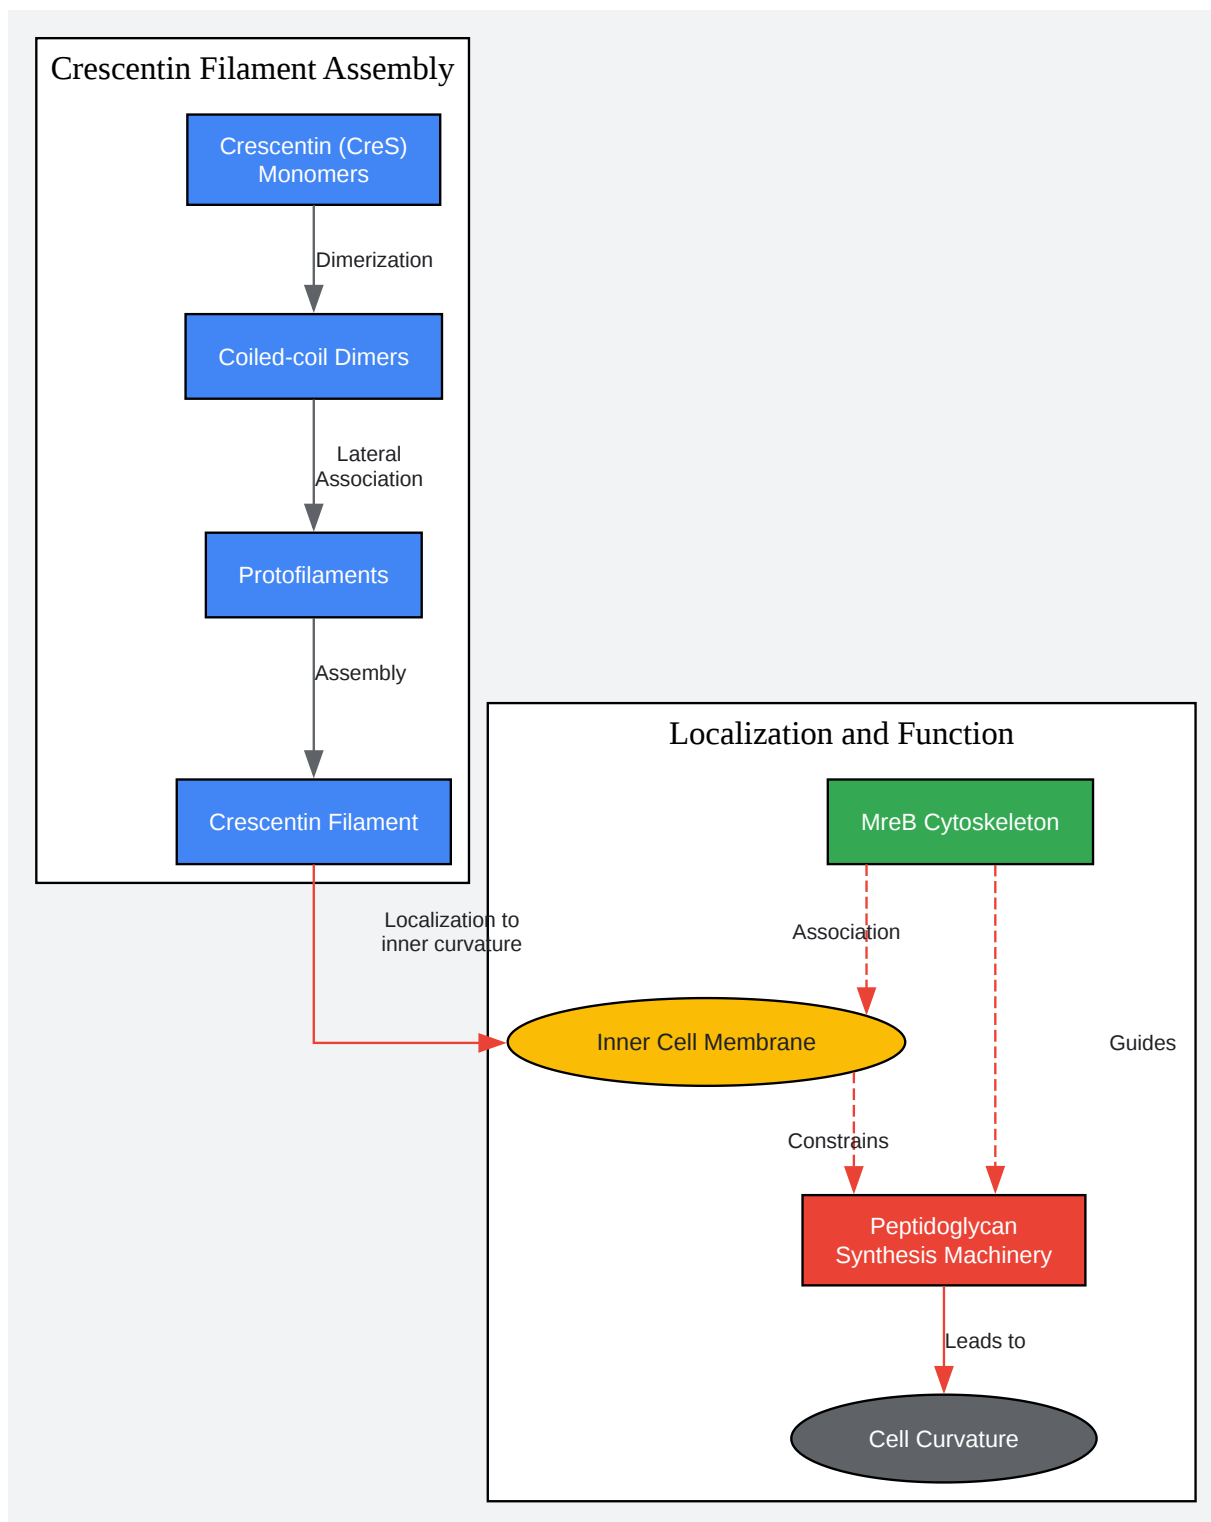 Crescentin Filament Assembly
Crescentin (CreS)
Monomers
Dimerization
Coiled-coil Dimers
Lateral
Association
Protofilaments
Assembly
Crescentin Filament
Localization to
inner curvature
Localization and Function
MreB Cytoskeleton
Association
Inner Cell Membrane
Guides
Constrains
Peptidoglycan
Synthesis Machinery
Leads to
Cell Curvature